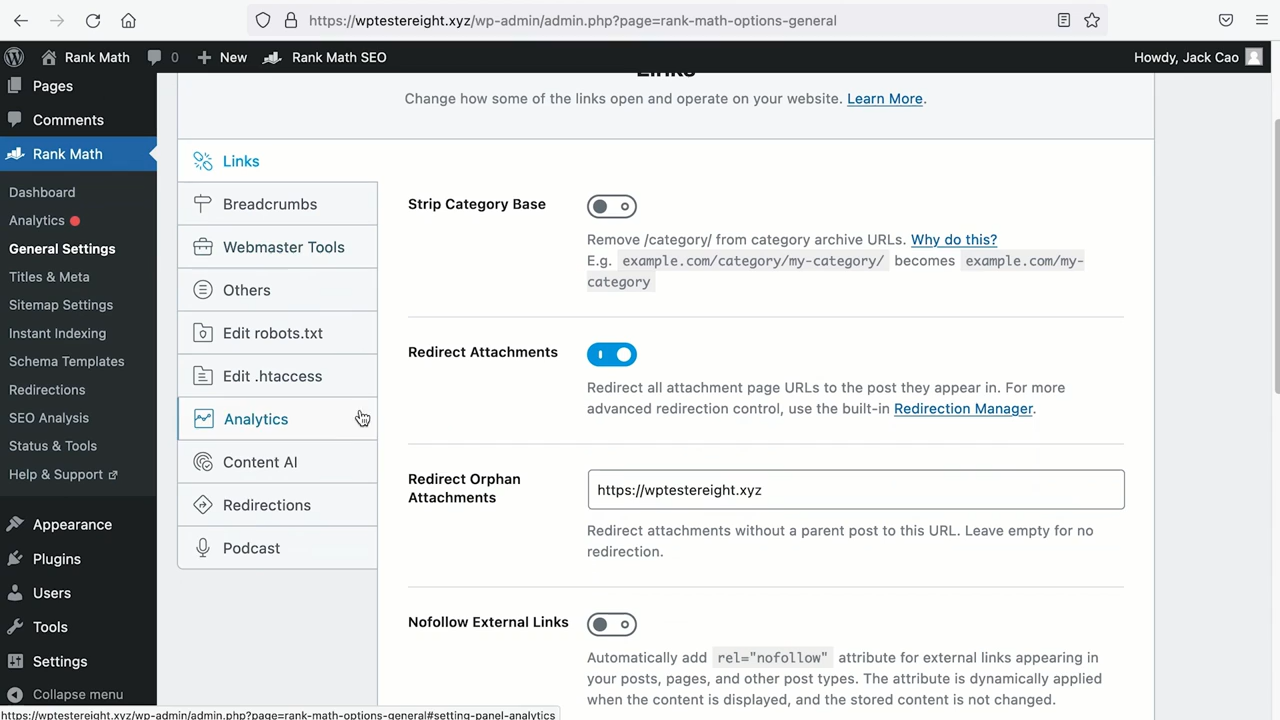 https://wptestereight.xyz/wp-admin/admin.php?page=rank-math-options-general
Rank Math
0
New
Rank Math SEO
Howdy, Jack Cao
Pages
Comments
Rank Math
Dashboard
Analytics
General Settings
Titles & Meta
Sitemap Settings
Instant Indexing
Schema Templates
Redirections
SEO Analysis
Status & Tools
Help & Support
Appearance
Plugins
Users
Tools
Settings
Collapse menu
Links
Change how some of the links open and operate on your website. Learn More.
Links
Breadcrumbs
Webmaster Tools
Others
Edit robots.txt
Edit .htaccess
Analytics
Content AI
Redirections
Podcast
Strip Category Base
Remove /category/ from category archive URLs. Why do this?
E.g. example.com/category/my-category/ becomes example.com/my-
category
Redirect Attachments
Redirect all attachment page URLs to the post they appear in. For more
advanced redirection control, use the built-in Redirection Manager.
Redirect Orphan
Attachments
https://wptestereight.xyz
Redirect attachments without a parent post to this URL. Leave empty for no
redirection.
Nofollow External Links
Automatically add rel="nofollow" attribute for external links appearing in
your posts, pages, and other post types. The attribute is dynamically applied
when the content is displayed, and the stored content is not changed.
https://wptestereight.xyz/wp-admin/admin.php?page=rank-math-options-general#setting-panel-analytics